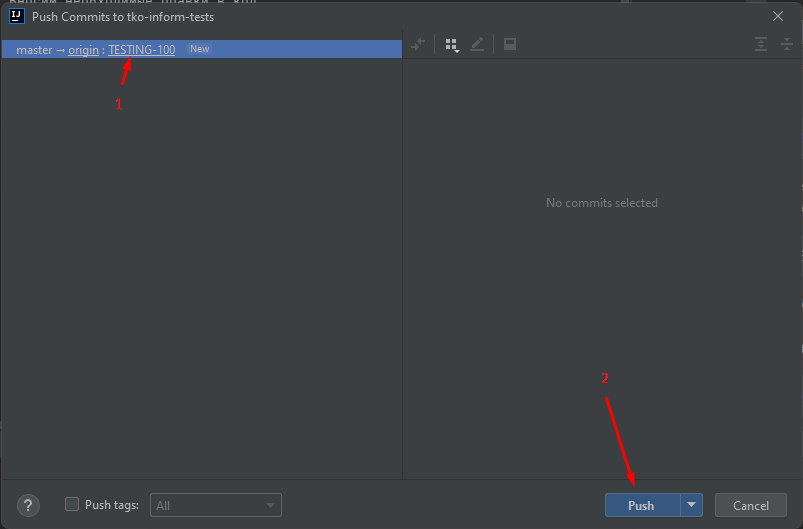 Push Commits to tko-inform-tests
master → origin : TESTING-100 New
1
No commits selected
2
? Push tags: All Push Cancel